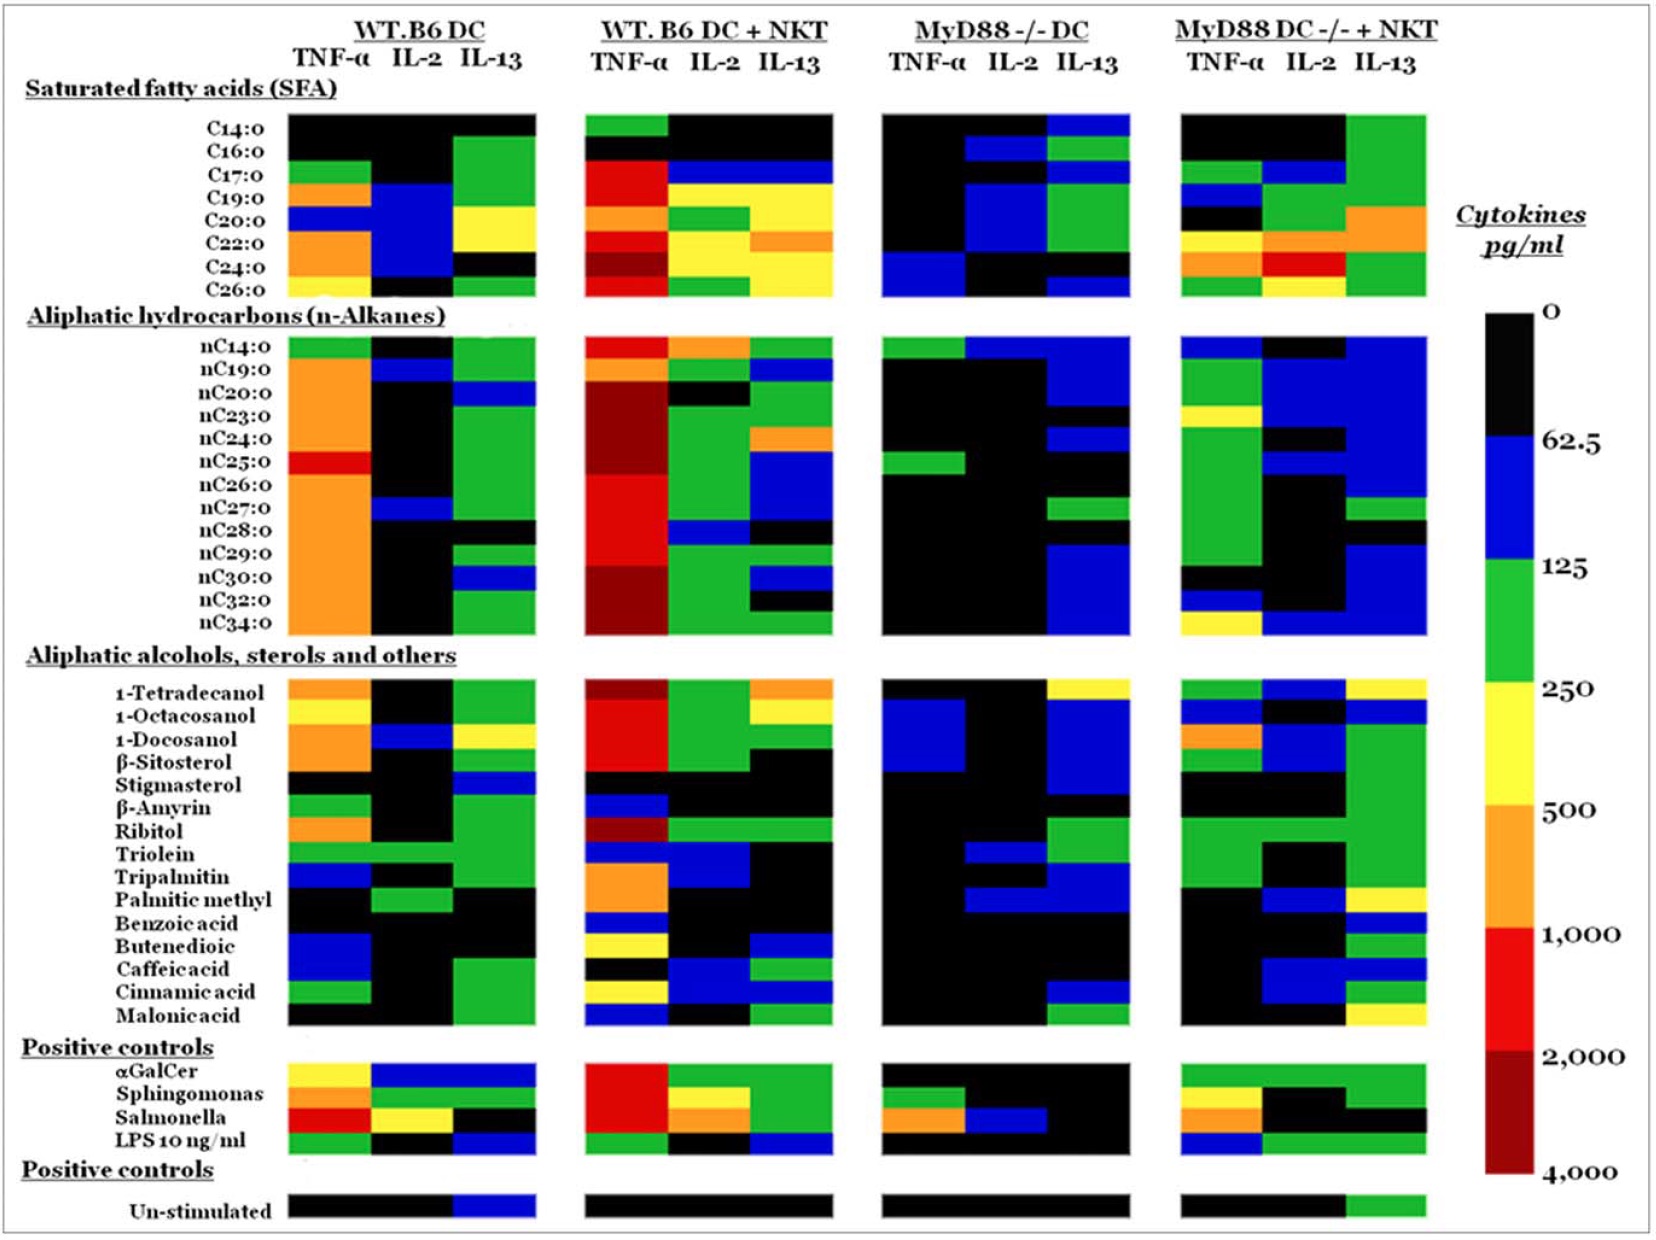 WT.B6 DC WT. B6 DC + NKT MyD88 -/- DC MyD88 DC -/- + NKT
TNF-α IL-2 IL-13 TNF-α IL-2 IL-13 TNF-α IL-2 IL-13 TNF-α IL-2 IL-13
Saturated fatty acids (SFA)
C14:0
C16:0
C17:0
C19:0
C20:0
C22:0
C24:0
C26:0
Aliphatic hydrocarbons (n-Alkanes)
nC14:0
nC19:0
nC20:0
nC23:0
nC24:0
nC25:0
nC26:0
nC27:0
nC28:0
nC29:0
nC30:0
nC32:0
nC34:0
Aliphatic alcohols, sterols and others
1-Tetradecanol
1-Octacosanol
1-Docosanol
β-Sitosterol
Stigmasterol
β-Amyrin
Ribitol
Triolein
Tripalmitin
Palmitic methyl
Benzoic acid
Butenedioic
Caffeic acid
Cinnamic acid
Malonic acid
Positive controls
αGalCer
Sphingomonas
Salmonella
LPS 10 ng/ml
Positive controls
Un-stimulated
Cytokines
pg/ml
0
62.5
125
250
500
1,000
2,000
4,000